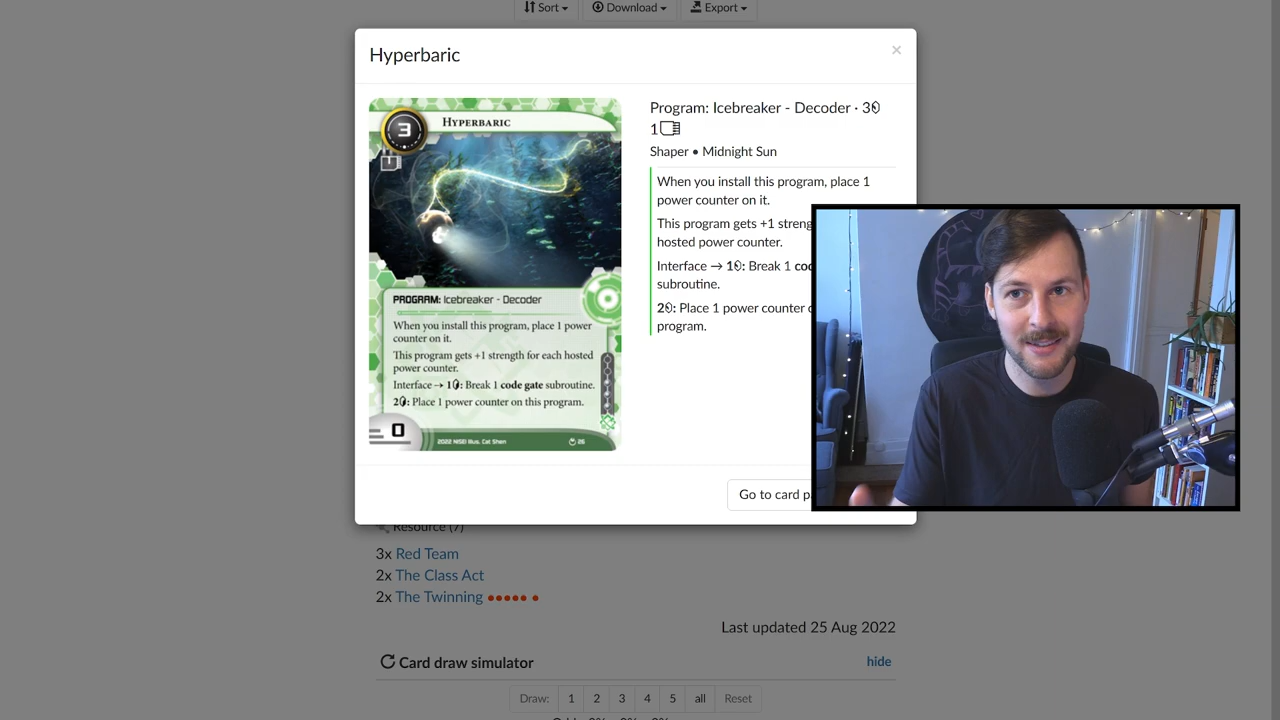 Sort
Download
Export
Hyperbaric
×
3
HYPERBARIC
PROGRAM: Icebreaker - Decoder
When you install this program, place 1 power
counter on it.
This program gets +1 strength for each hosted
power counter.
Interface → 1: Break 1 code gate subroutine.
2: Place 1 power counter on this program.
0
2022 NISEI Illus. Cat Shen
26
Program: Icebreaker - Decoder · 3
1
Shaper • Midnight Sun
When you install this program, place 1
power counter on it.
This program gets +1 streng
hosted power counter.
Interface → 1: Break 1 co
subroutine.
2: Place 1 power counter
program.
Go to card p
Resource (7)
3x Red Team
2x The Class Act
2x The Twinning ●●●●● ●
Last updated 25 Aug 2022
Card draw simulator
hide
Draw: 1 2 3 4 5 all Reset